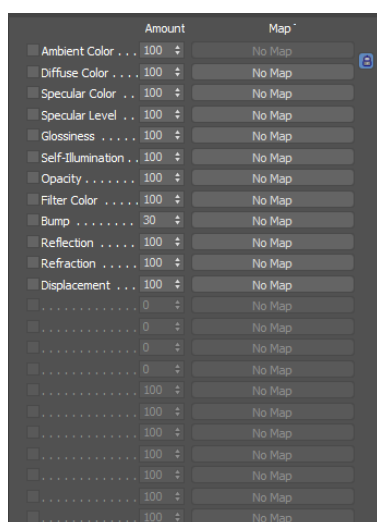 Amount Map
Ambient Color . . . 100 No Map
Diffuse Color . . . . 100 No Map
Specular Color . . 100 No Map
Specular Level . . 100 No Map
Glossiness . . . . . 100 No Map
Self-Illumination . . 100 No Map
Opacity . . . . . . . 100 No Map
Filter Color . . . . . 100 No Map
Bump . . . . . . . . 30 No Map
Reflection . . . . . 100 No Map
Refraction . . . . . 100 No Map
Displacement . . . 100 No Map
. . . . . . . . . . . . . 0 No Map
. . . . . . . . . . . . . 0 No Map
. . . . . . . . . . . . . 0 No Map
. . . . . . . . . . . . . 0 No Map
. . . . . . . . . . . . . 100 No Map
. . . . . . . . . . . . . 100 No Map
. . . . . . . . . . . . . 100 No Map
. . . . . . . . . . . . . 100 No Map
. . . . . . . . . . . . . 100 No Map
. . . . . . . . . . . . . 100 No Map
. . . . . . . . . . . . . 100 No Map